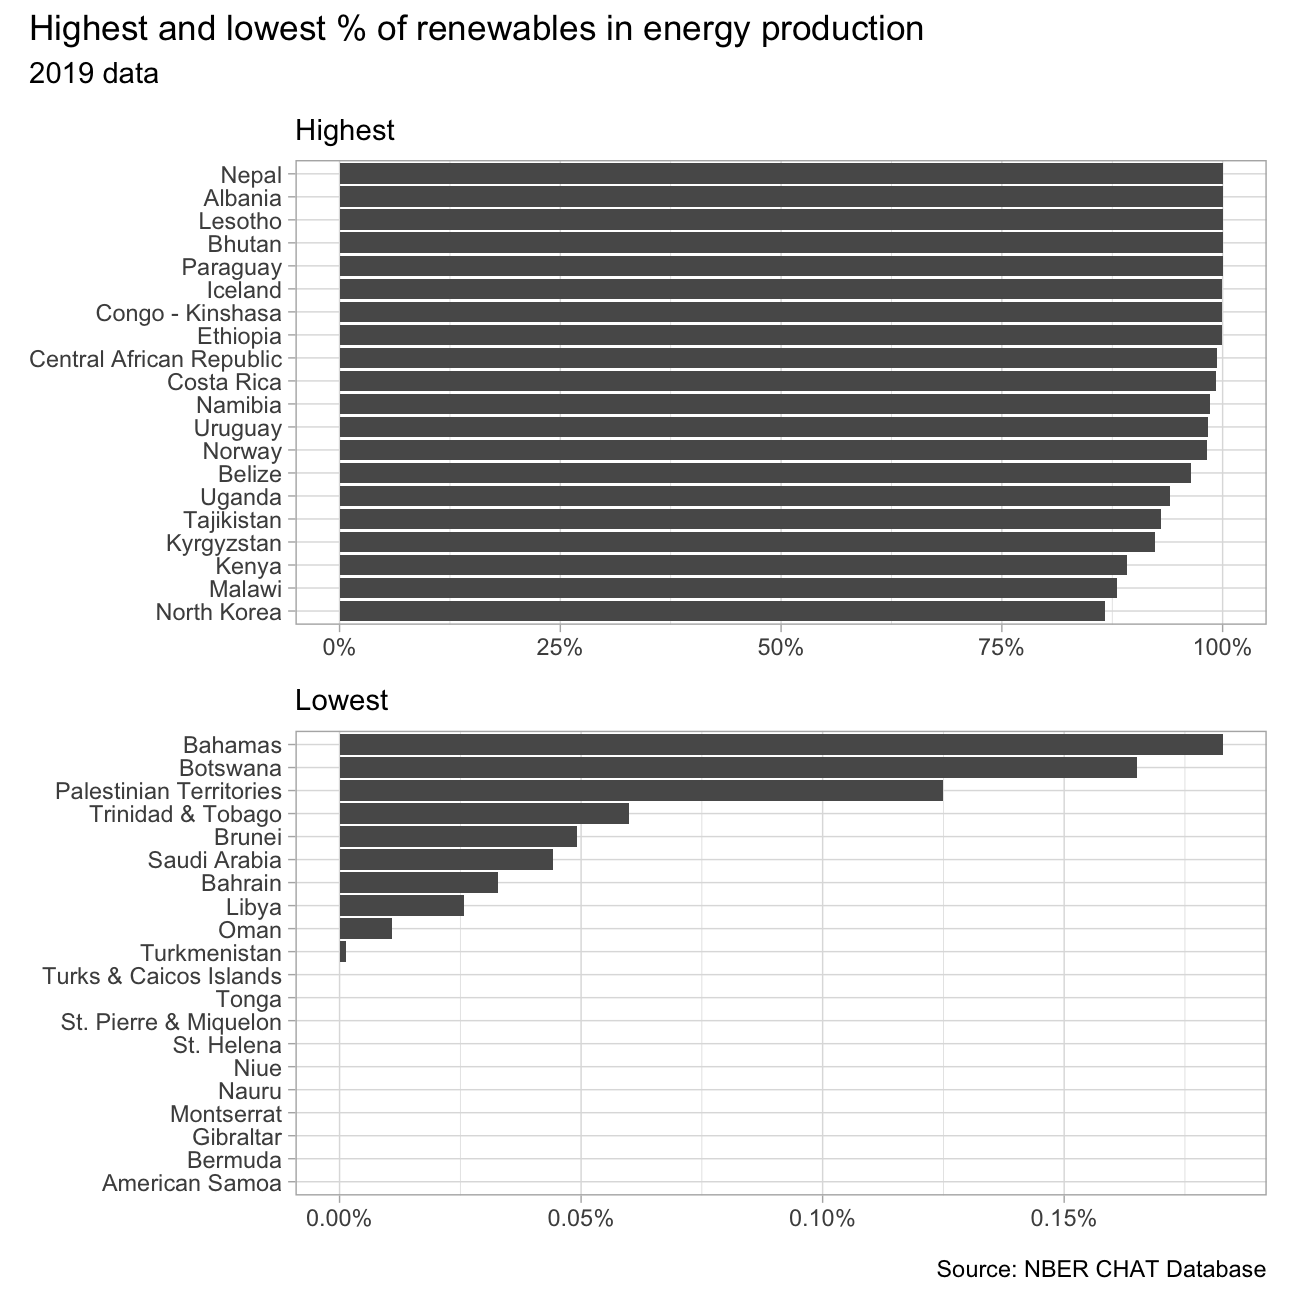 Highest and lowest % of renewables in energy production
2019 data
Highest
Nepal
Albania
Lesotho
Bhutan
Paraguay
Iceland
Congo - Kinshasa
Ethiopia
Central African Republic
Costa Rica
Namibia
Uruguay
Norway
Belize
Uganda
Tajikistan
Kyrgyzstan
Kenya
Malawi
North Korea
0% 25% 50% 75% 100%
Lowest
Bahamas
Botswana
Palestinian Territories
Trinidad & Tobago
Brunei
Saudi Arabia
Bahrain
Libya
Oman
Turkmenistan
Turks & Caicos Islands
Tonga
St. Pierre & Miquelon
St. Helena
Niue
Nauru
Montserrat
Gibraltar
Bermuda
American Samoa
0.00% 0.05% 0.10% 0.15%
Source: NBER CHAT Database